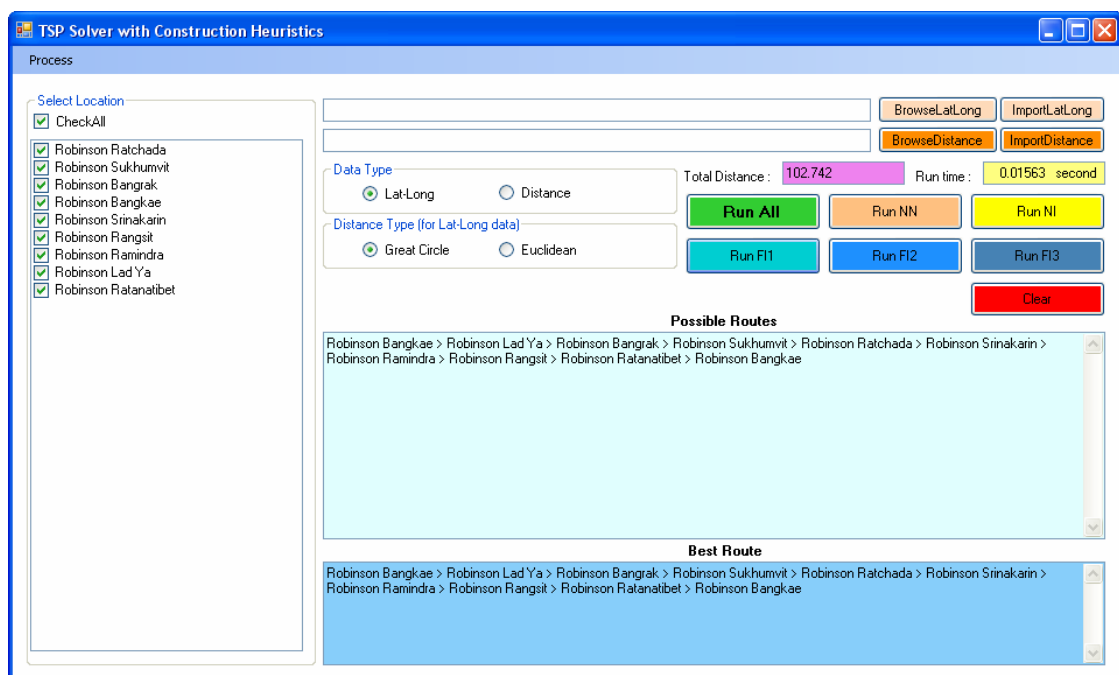 TSP Solver with Construction Heuristics
Process
Select Location
CheckAll
Robinson Ratchada
Robinson Sukhumvit
Robinson Bangrak
Robinson Bangkae
Robinson Srinakarin
Robinson Rangsit
Robinson Ramindra
Robinson Lad Ya
Robinson Ratanatibet
BrowseLatLong ImportLatLong
BrowseDistance ImportDistance
Data Type
Lat-Long Distance
Total Distance : 102.742 Run time : 0.01563 second
Distance Type (for Lat-Long data)
Great Circle Euclidean
Run All Run NN Run NI
Run FI1 Run FI2 Run FI3
Clear
Possible Routes
Robinson Bangkae > Robinson Lad Ya > Robinson Bangrak > Robinson Sukhumvit > Robinson Ratchada > Robinson Srinakarin >
Robinson Ramindra > Robinson Rangsit > Robinson Ratanatibet > Robinson Bangkae
Best Route
Robinson Bangkae > Robinson Lad Ya > Robinson Bangrak > Robinson Sukhumvit > Robinson Ratchada > Robinson Srinakarin >
Robinson Ramindra > Robinson Rangsit > Robinson Ratanatibet > Robinson Bangkae